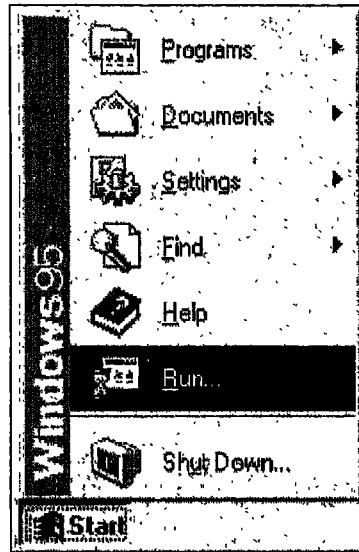 Programs
Documents
Settings
Find
Help
Run...
Shut Down...
Windows95
Start